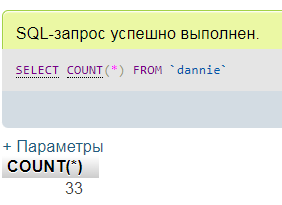 SQL-запрос успешно выполнен.
SELECT COUNT(*) FROM `dannie`
+ Параметры
COUNT(*)
33